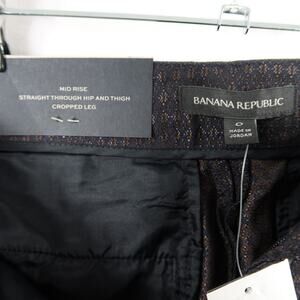 MID RISE
STRAIGHT THROUGH HIP AND THIGH
CROPPED LEG
BANANA REPUBLIC
0
MADE IN
JORDAN